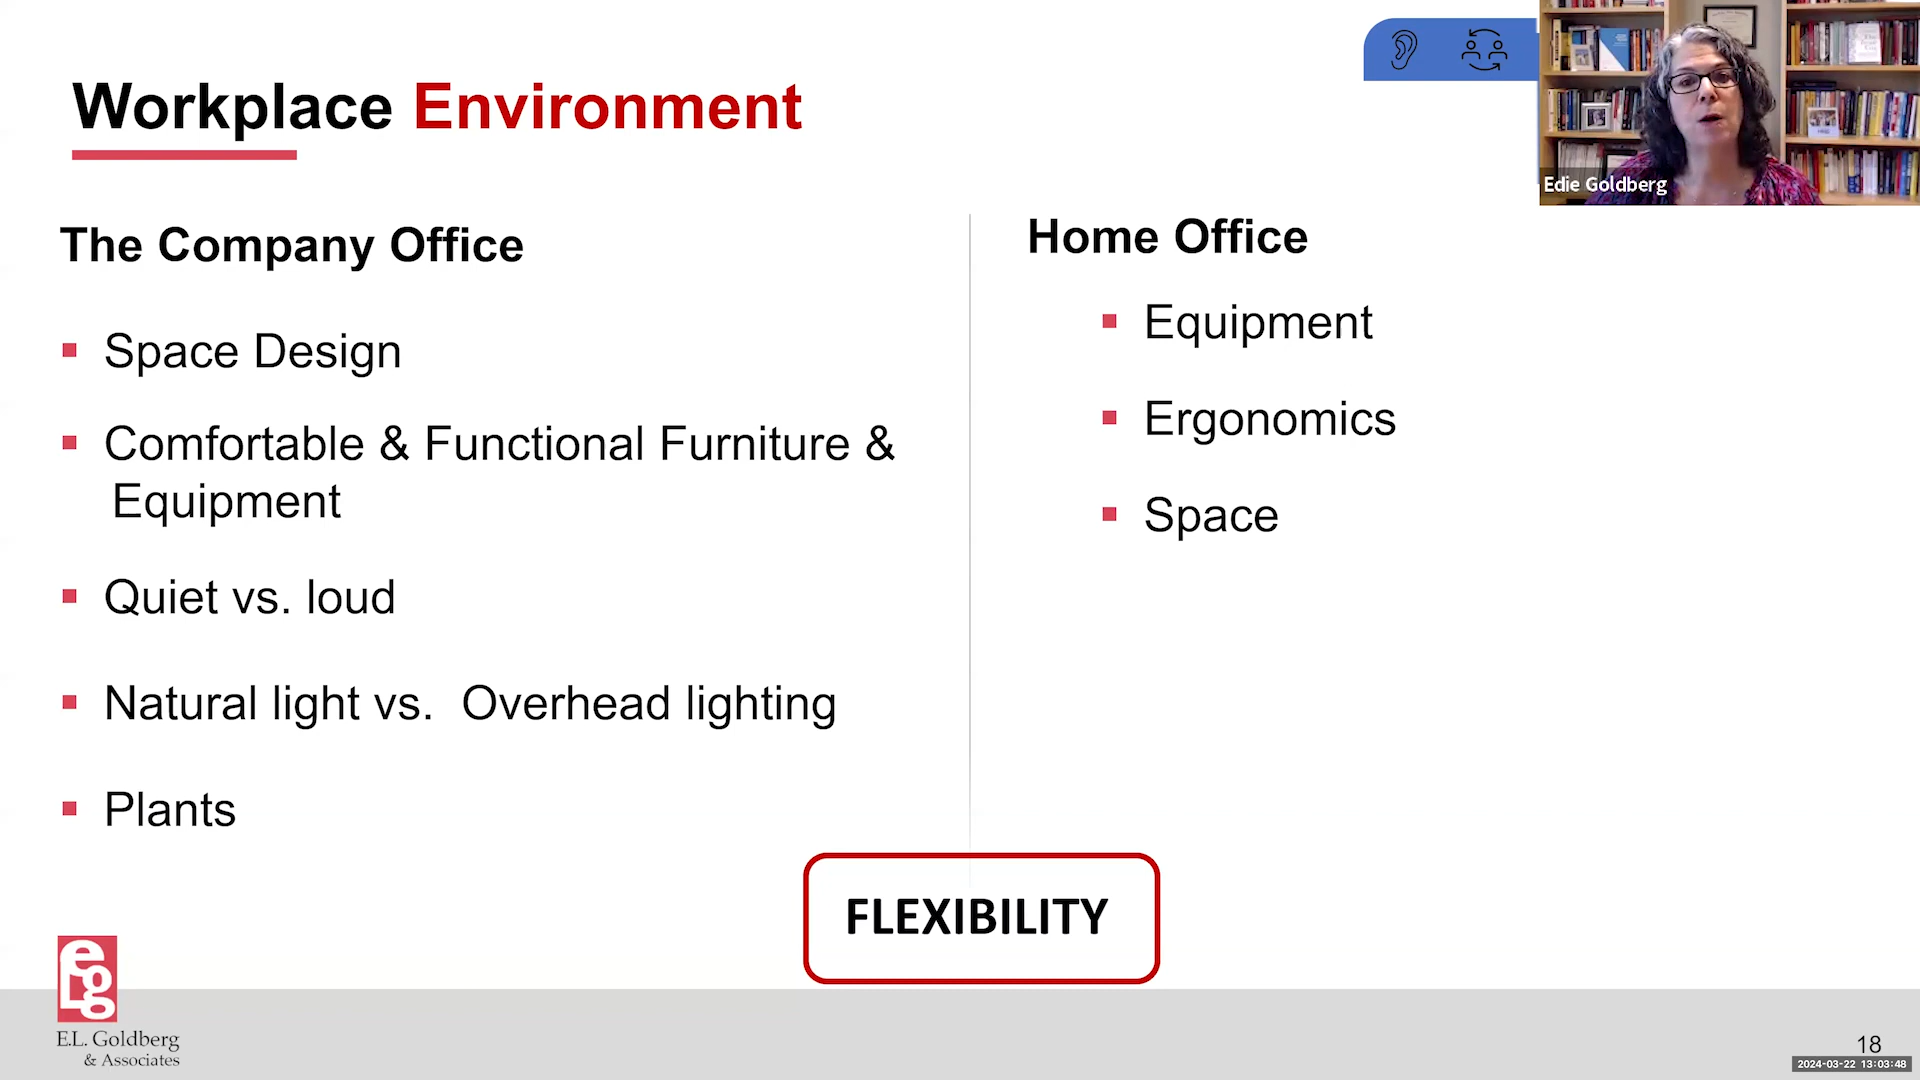 Workplace Environment
Edie Goldberg
The Company Office
Space Design
Comfortable & Functional Furniture &
Equipment
Quiet vs. loud
Natural light vs. Overhead lighting
Plants
Home Office
Equipment
Ergonomics
Space
FLEXIBILITY
eLgg
E.L. Goldberg
& Associates
18
2024-03-22 13:03:48